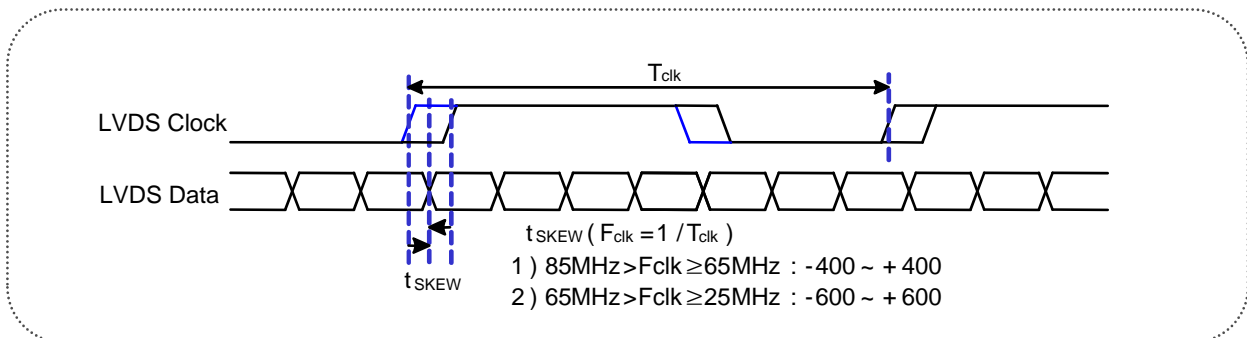 Tclk
LVDS Clock
LVDS Data
tSKEW ( Fclk = 1 / Tclk )
1 ) 85MHz > Fclk ≥ 65MHz : -400 ~ + 400
2 ) 65MHz > Fclk ≥ 25MHz : -600 ~ + 600
t SKEW